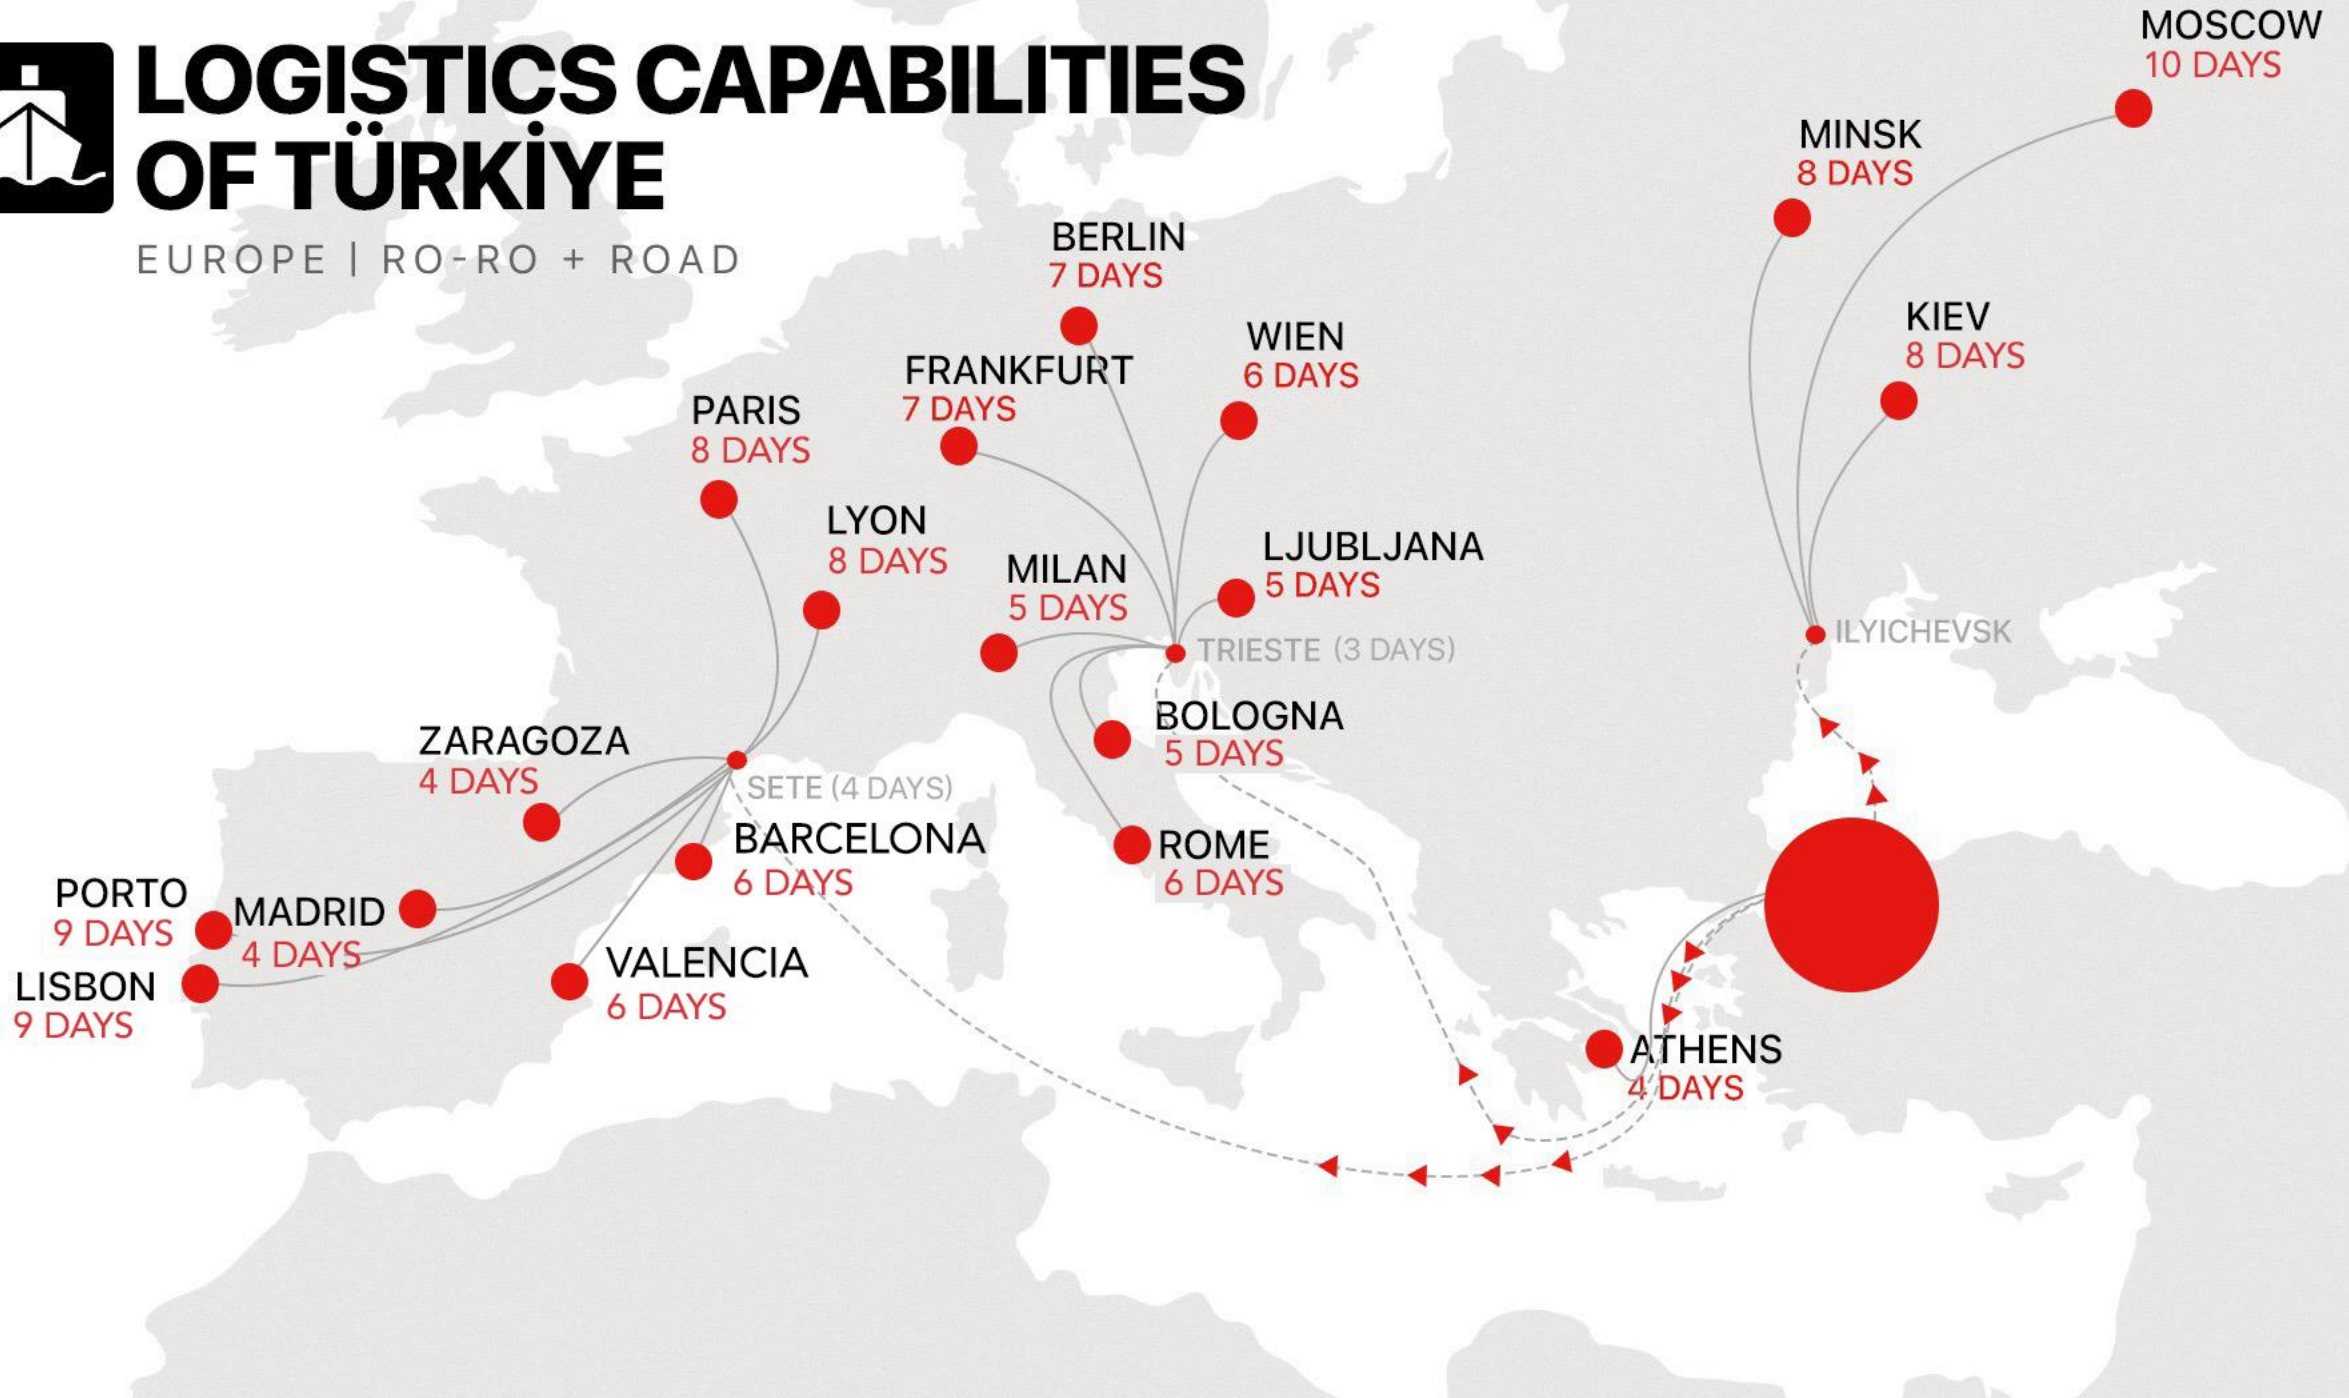 LOGISTICS CAPABILITIES
OF TÜRKİYE
EUROPE | RO-RO + ROAD
MOSCOW
10 DAYS
MINSK
8 DAYS
KIEV
8 DAYS
BERLIN
7 DAYS
WIEN
6 DAYS
FRANKFURT
7 DAYS
PARIS
8 DAYS
LYON
8 DAYS
MILAN
5 DAYS
LJUBLJANA
5 DAYS
TRIESTE (3 DAYS)
ILYICHEVSK
BOLOGNA
5 DAYS
ZARAGOZA
4 DAYS
SETE (4 DAYS)
BARCELONA
6 DAYS
ROME
6 DAYS
PORTO
9 DAYS
MADRID
4 DAYS
LISBON
9 DAYS
VALENCIA
6 DAYS
ATHENS
4 DAYS